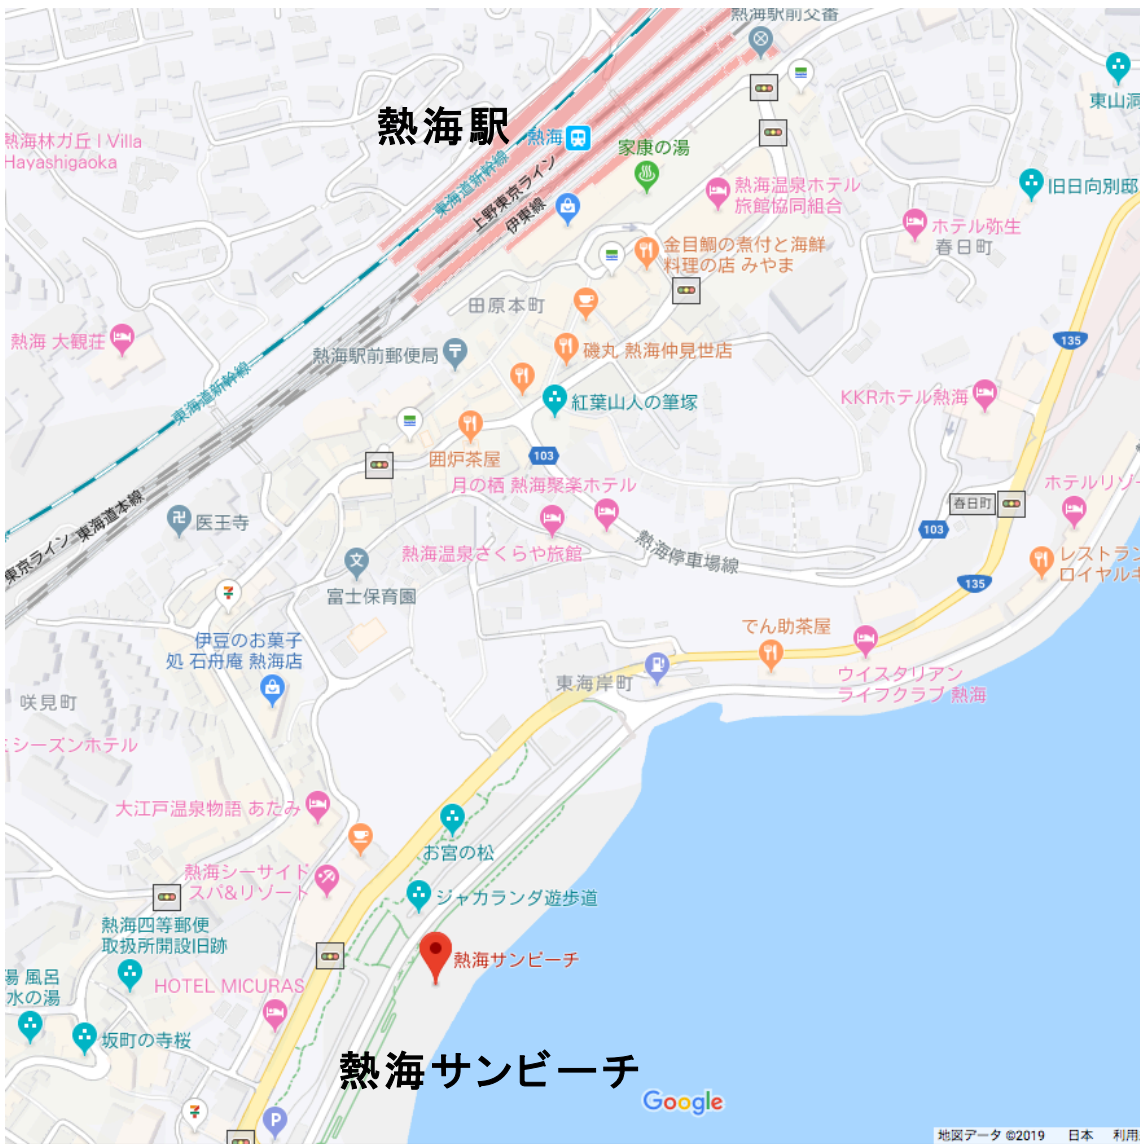 熱海駅前交番
熱海駅
熱海
東山洞
熱海林ガ丘 | Villa
Hayashigaoka
家康の湯
東海道新幹線
上野東京ライン
伊東線
熱海温泉ホテル
旅館協同組合
旧日向別邸
ホテル弥生
春日町
金目鯛の煮付と海鮮
料理の店 みやま
田原本町
135
熱海 大観荘
熱海駅前郵便局
磯丸 熱海仲見世店
東海道新幹線
KKRホテル熱海
紅葉山人の筆塚
囲炉茶屋
103
月の栖 熱海聚楽ホテル
ホテルリゾー
春日町
東海道本線
東京ライン
医王寺
熱海温泉さくらや旅館
熱海停車場線
103
レストラン
ロイヤルキ
135
富士保育園
伊豆のお菓子
処 石舟庵 熱海店
でん助茶屋
ウイスタリアン
ライフクラブ 熱海
東海岸町
咲見町
シーズンホテル
大江戸温泉物語 あたみ
お宮の松
熱海シーサイド
スパ&リゾート
ジャカランダ遊歩道
熱海四等郵便
取扱所開設旧跡
熱海サンビーチ
湯 風呂
水の湯
HOTEL MICURAS
坂町の寺桜
熱海サンビーチ
P
Google
地図データ ©2019 日本 利用